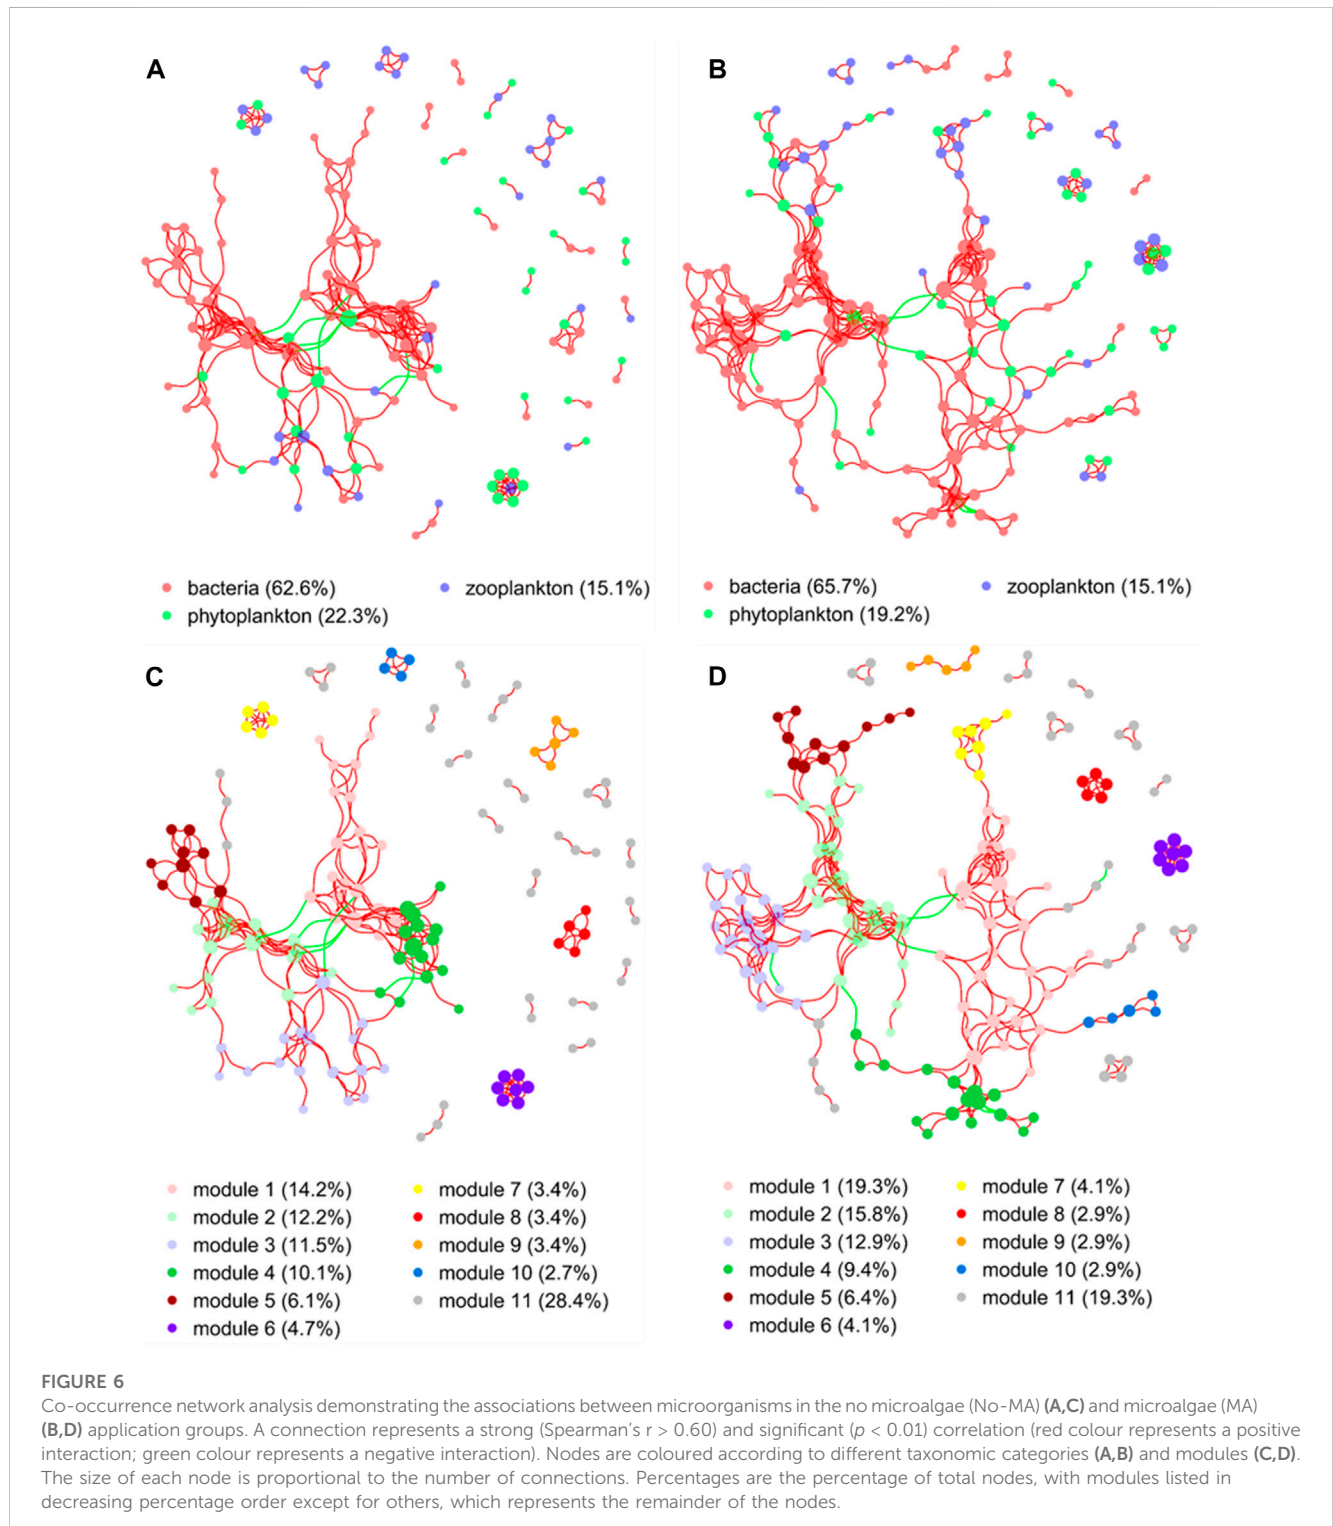 A
B
bacteria (62.6%)
zooplankton (15.1%)
phytoplankton (22.3%)
bacteria (65.7%)
zooplankton (15.1%)
phytoplankton (19.2%)
C
D
module 1 (14.2%)
module 2 (12.2%)
module 3 (11.5%)
module 4 (10.1%)
module 5 (6.1%)
module 6 (4.7%)
module 7 (3.4%)
module 8 (3.4%)
module 9 (3.4%)
module 10 (2.7%)
module 11 (28.4%)
module 1 (19.3%)
module 2 (15.8%)
module 3 (12.9%)
module 4 (9.4%)
module 5 (6.4%)
module 6 (4.1%)
module 7 (4.1%)
module 8 (2.9%)
module 9 (2.9%)
module 10 (2.9%)
module 11 (19.3%)
FIGURE 6
Co-occurrence network analysis demonstrating the associations between microorganisms in the no microalgae (No-MA) (A,C) and microalgae (MA)
(B,D) application groups. A connection represents a strong (Spearman's r > 0.60) and significant (p < 0.01) correlation (red colour represents a positive
interaction; green colour represents a negative interaction). Nodes are coloured according to different taxonomic categories (A,B) and modules (C,D).
The size of each node is proportional to the number of connections. Percentages are the percentage of total nodes, with modules listed in
decreasing percentage order except for others, which represents the remainder of the nodes.